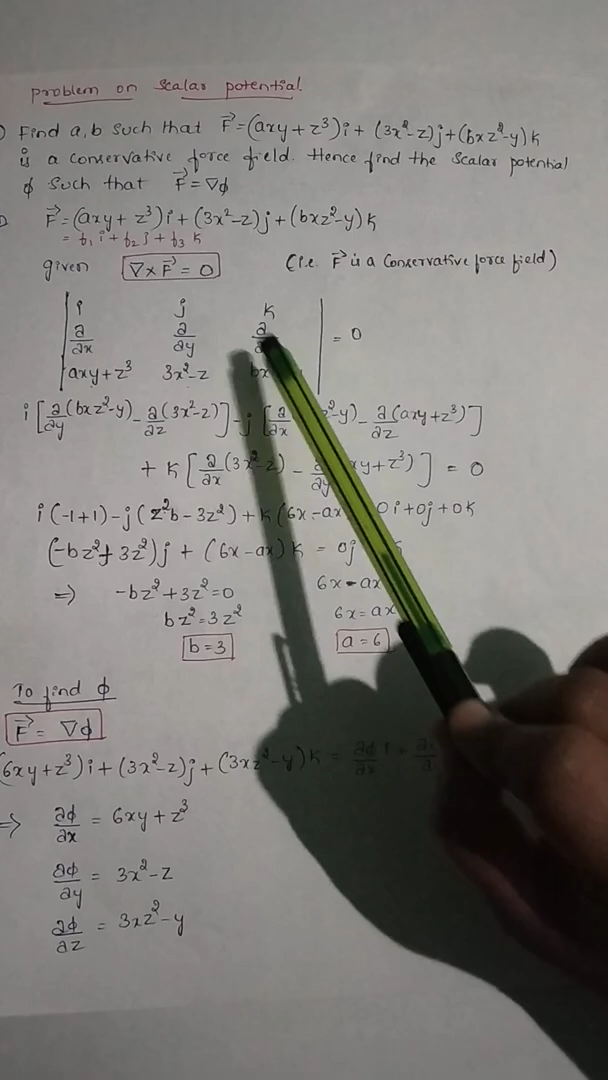 problem on scalar potential.
) Find a,b such that F⃗=(axy+z³)i+(3x²-z)j+(bxz²-y)k
is a conservative force field. Hence find the scalar potential
ϕ such that F⃗=∇ϕ
F⃗=(axy+z³)i+(3x²-z)j+(bxz²-y)k
= f₁i+f₂j+f₃k
given ∇×F⃗=0 (i.e. F⃗ is a conservative force field)
| i j k |
| ∂/∂x ∂/∂y | = 0
| axy+z³ 3x²-z |
i[∂/∂y(bxz²-y)-∂/∂z(3x²-z)]-j[∂/∂x -y)-∂/∂z(axy+z³)]
+k[∂/∂x(3x²-z)-∂/∂y y+z³)]=0
i(-1+1)-j(z²b-3z²)+k(6x-ax 0i+0j+0k
(-bz²+3z²)j+(6x-ax)k=0j
⇒ -bz²+3z²=0 6x-ax
bz²=3z² 6x=ax
b=3 a=6
To find ϕ
F⃗=∇ϕ
(6xy+z³)i+(3x²-z)j+(3xz²-y)k=∂ϕ/∂x i+
⇒ ∂ϕ/∂x=6xy+z³
∂ϕ/∂y=3x²-z
∂ϕ/∂z=3xz²-y